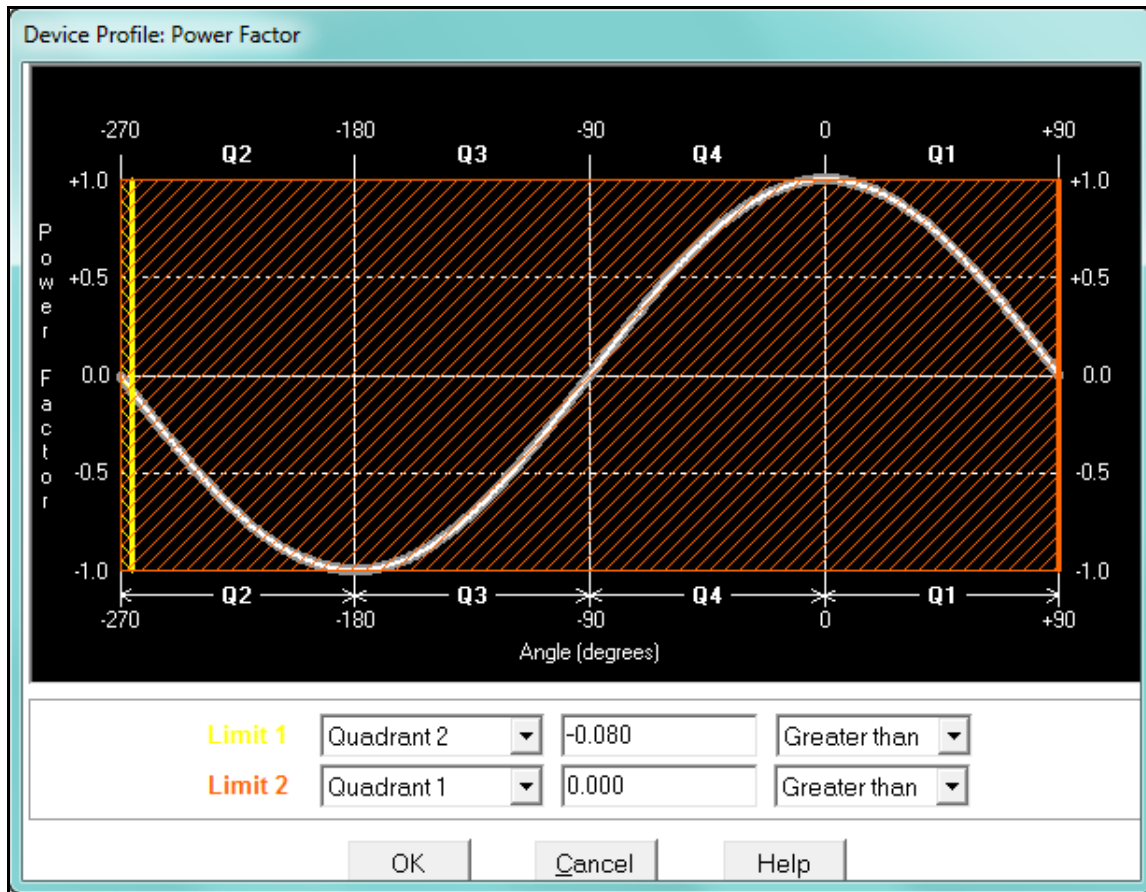 Device Profile: Power Factor
-270 -180 -90 0 +90
Q2 Q3 Q4 Q1
+1.0 +1.0
+0.5 +0.5
0.0 0.0
-0.5 -0.5
-1.0 -1.0
Power Factor
Q2 Q3 Q4 Q1
-270 -180 -90 0 +90
Angle (degrees)
Limit 1 Quadrant 2 -0.080 Greater than
Limit 2 Quadrant 1 0.000 Greater than
OK Cancel Help